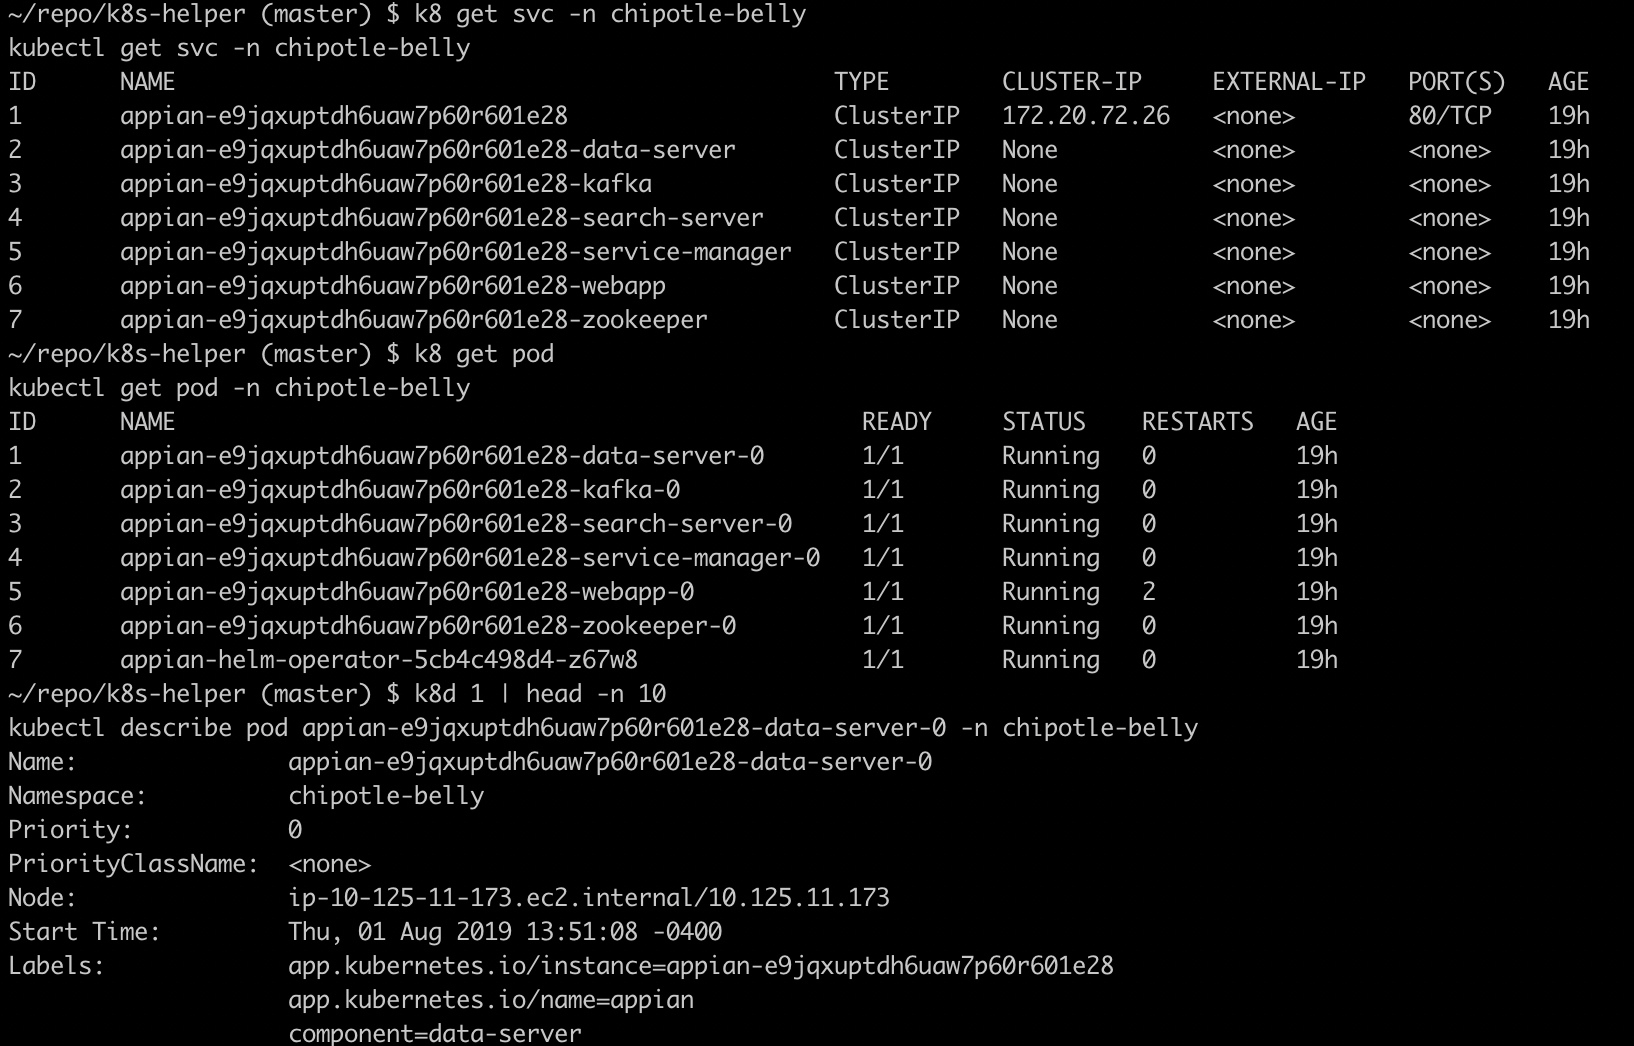 ~/repo/k8s-helper (master) $ k8 get svc -n chipotle-belly
kubectl get svc -n chipotle-belly
ID NAME TYPE CLUSTER-IP EXTERNAL-IP PORT(S) AGE
1 appian-e9jqxuptdh6uaw7p60r601e28 ClusterIP 172.20.72.26 <none> 80/TCP 19h
2 appian-e9jqxuptdh6uaw7p60r601e28-data-server ClusterIP None <none> <none> 19h
3 appian-e9jqxuptdh6uaw7p60r601e28-kafka ClusterIP None <none> <none> 19h
4 appian-e9jqxuptdh6uaw7p60r601e28-search-server ClusterIP None <none> <none> 19h
5 appian-e9jqxuptdh6uaw7p60r601e28-service-manager ClusterIP None <none> <none> 19h
6 appian-e9jqxuptdh6uaw7p60r601e28-webapp ClusterIP None <none> <none> 19h
7 appian-e9jqxuptdh6uaw7p60r601e28-zookeeper ClusterIP None <none> <none> 19h
~/repo/k8s-helper (master) $ k8 get pod
kubectl get pod -n chipotle-belly
ID NAME READY STATUS RESTARTS AGE
1 appian-e9jqxuptdh6uaw7p60r601e28-data-server-0 1/1 Running 0 19h
2 appian-e9jqxuptdh6uaw7p60r601e28-kafka-0 1/1 Running 0 19h
3 appian-e9jqxuptdh6uaw7p60r601e28-search-server-0 1/1 Running 0 19h
4 appian-e9jqxuptdh6uaw7p60r601e28-service-manager-0 1/1 Running 0 19h
5 appian-e9jqxuptdh6uaw7p60r601e28-webapp-0 1/1 Running 2 19h
6 appian-e9jqxuptdh6uaw7p60r601e28-zookeeper-0 1/1 Running 0 19h
7 appian-helm-operator-5cb4c498d4-z67w8 1/1 Running 0 19h
~/repo/k8s-helper (master) $ k8d 1 | head -n 10
kubectl describe pod appian-e9jqxuptdh6uaw7p60r601e28-data-server-0 -n chipotle-belly
Name: appian-e9jqxuptdh6uaw7p60r601e28-data-server-0
Namespace: chipotle-belly
Priority: 0
PriorityClassName: <none>
Node: ip-10-125-11-173.ec2.internal/10.125.11.173
Start Time: Thu, 01 Aug 2019 13:51:08 -0400
Labels: app.kubernetes.io/instance=appian-e9jqxuptdh6uaw7p60r601e28
app.kubernetes.io/name=appian
component=data-server